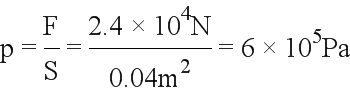 p = F/S = 2.4 × 10⁴N / 0.04m² = 6 × 10⁵Pa